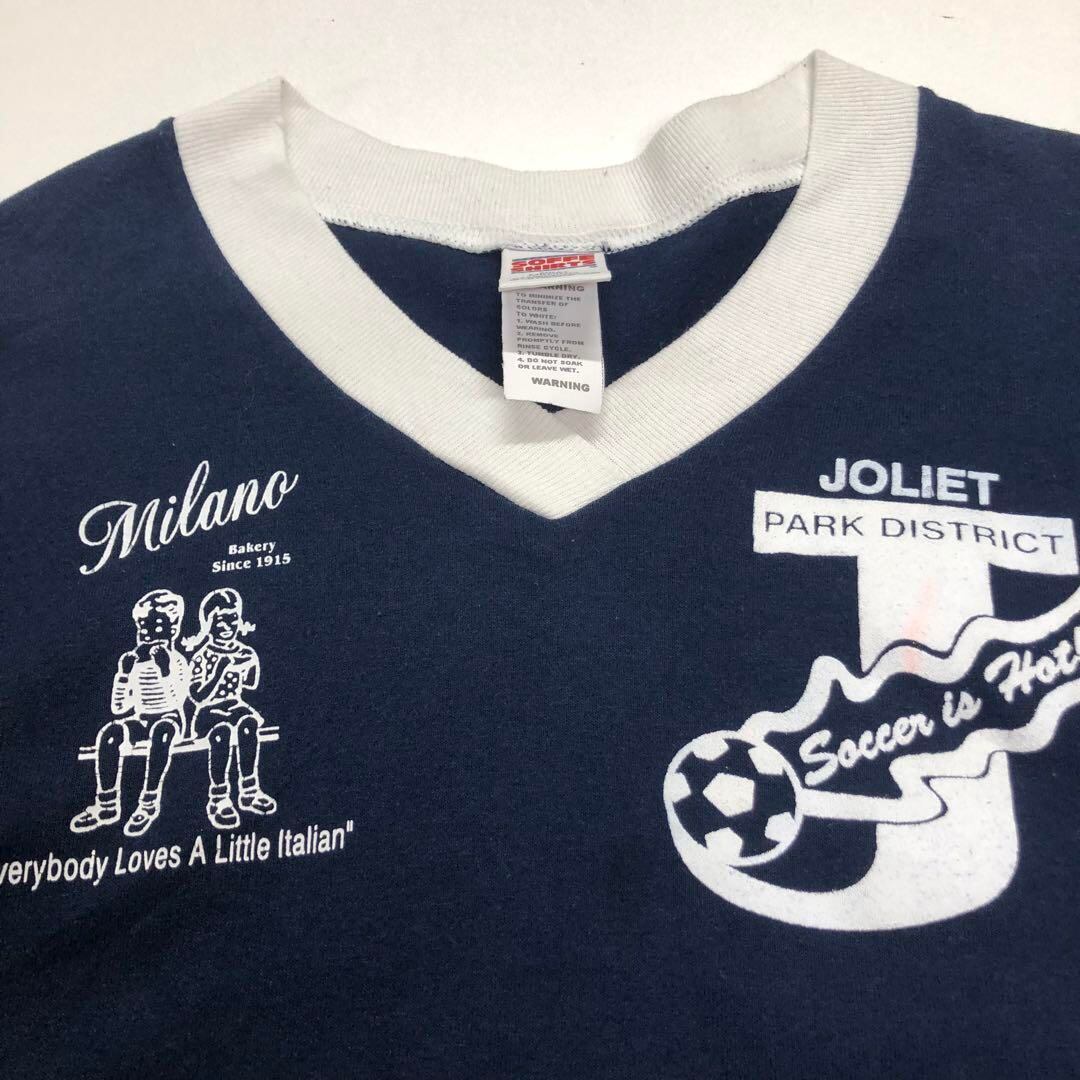 SOFFE
SHIRTS
WARNING
TO MINIMIZE THE
TRANSFER OF
COLORS
TO WHITE:
1. WASH BEFORE
WEARING.
2. REMOVE
PROMPTLY FROM
RINSE CYCLE.
3. TUMBLE DRY.
4. DO NOT SOAK
OR LEAVE WET.
WARNING
Milano
Bakery
Since 1915
verybody Loves A Little Italian"
JOLIET
PARK DISTRICT
Soccer is Hot!